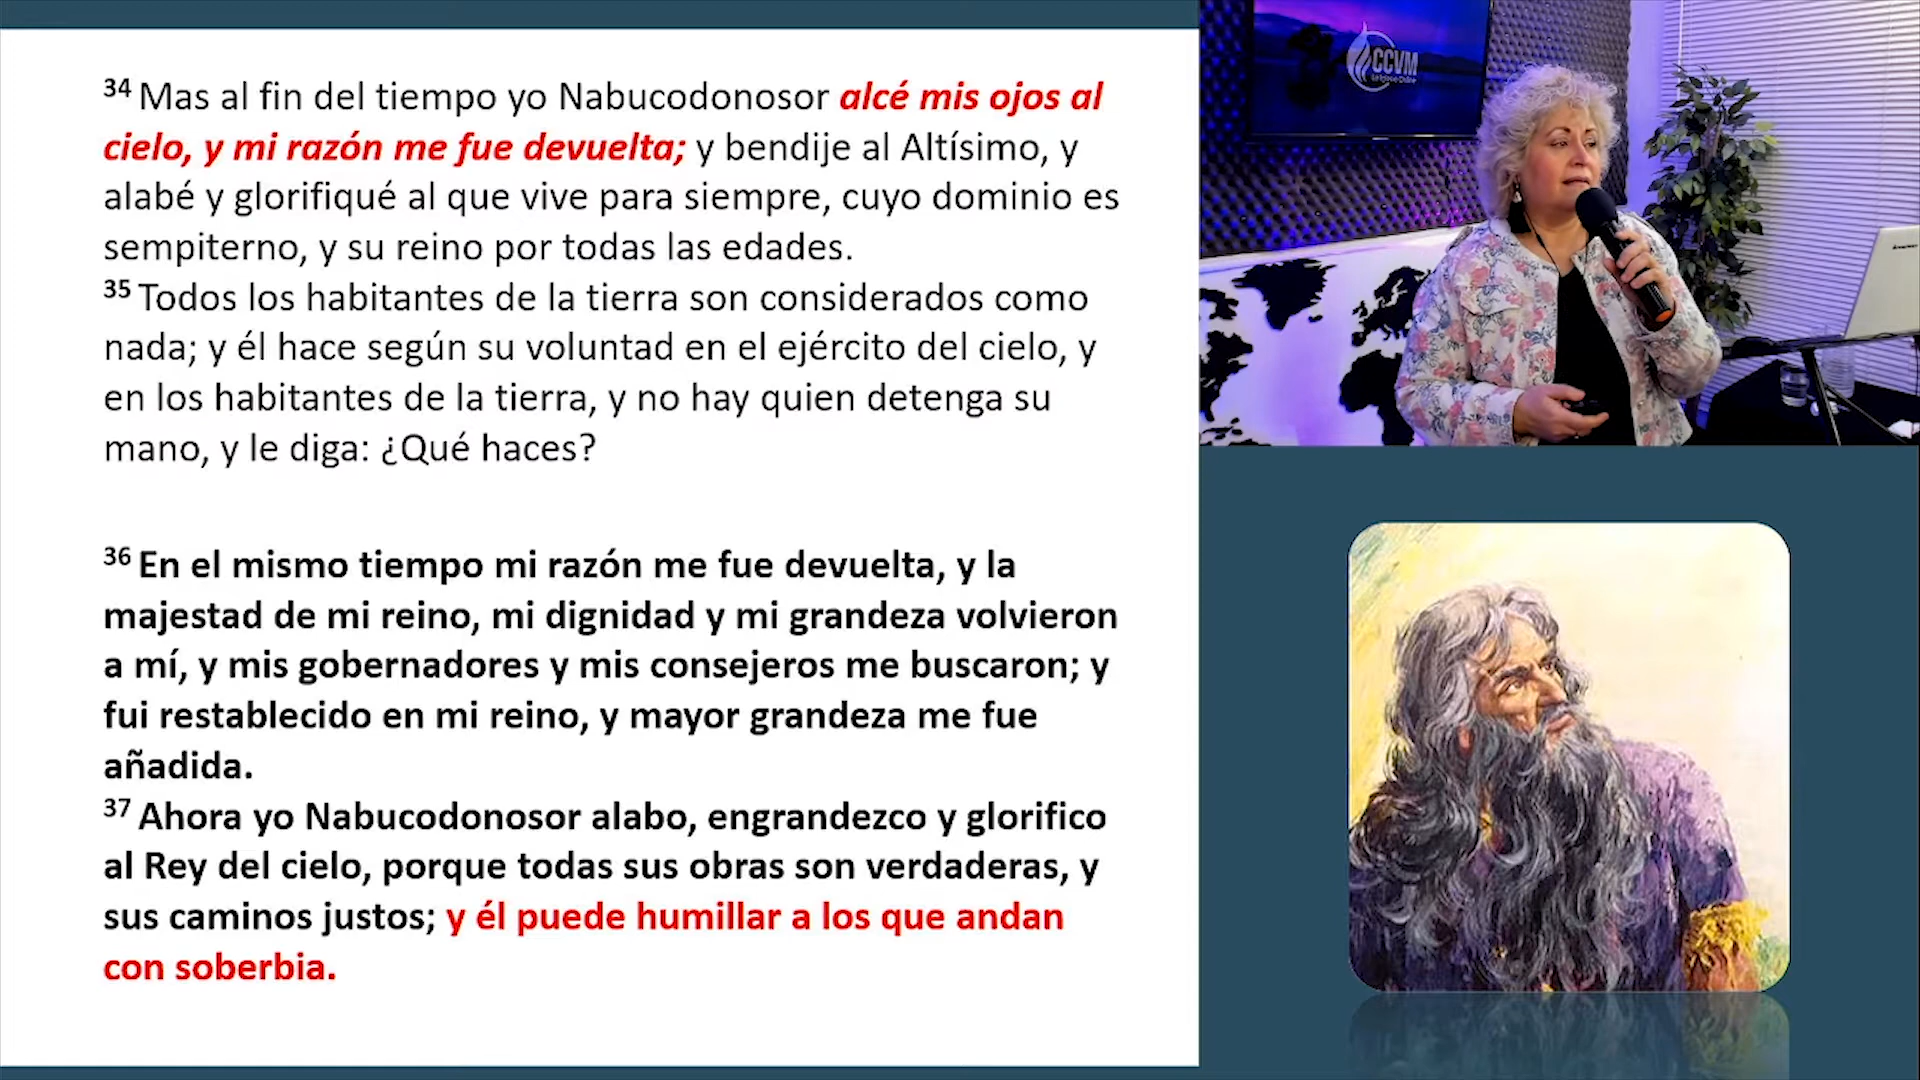 34 Mas al fin del tiempo yo Nabucodonosor alcé mis ojos al
cielo, y mi razón me fue devuelta; y bendije al Altísimo, y
alabé y glorifiqué al que vive para siempre, cuyo dominio es
sempiterno, y su reino por todas las edades.
35 Todos los habitantes de la tierra son considerados como
nada; y él hace según su voluntad en el ejército del cielo, y
en los habitantes de la tierra, y no hay quien detenga su
mano, y le diga: ¿Qué haces?
36 En el mismo tiempo mi razón me fue devuelta, y la
majestad de mi reino, mi dignidad y mi grandeza volvieron
a mí, y mis gobernadores y mis consejeros me buscaron; y
fui restablecido en mi reino, y mayor grandeza me fue
añadida.
37 Ahora yo Nabucodonosor alabo, engrandezco y glorifico
al Rey del cielo, porque todas sus obras son verdaderas, y
sus caminos justos; y él puede humillar a los que andan
con soberbia.
CCVM